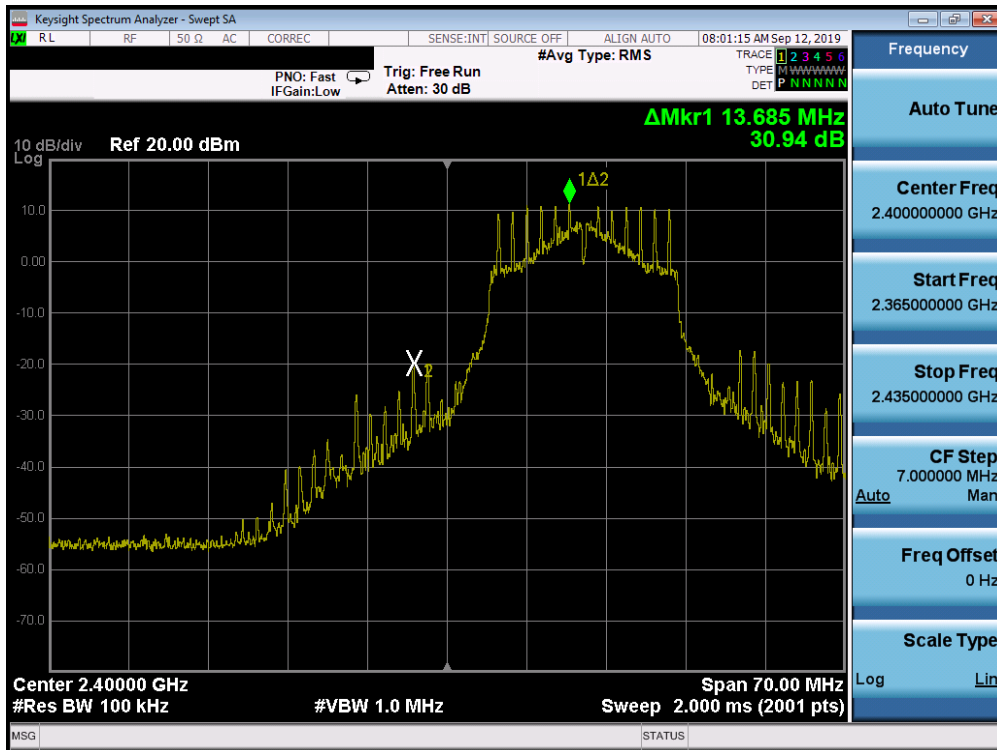 Keysight Spectrum Analyzer - Swept SA
LXI RL RF 50 Ω AC CORREC SENSE:INT SOURCE OFF ALIGN AUTO 08:01:15 AM Sep 12, 2019
#Avg Type: RMS
TRACE 1 2 3 4 5 6
PNO: Fast
Trig: Free Run
TYPE M WWWWW
IFGain:Low
Atten: 30 dB
DET P N N N N N
ΔMkr1 13.685 MHz
30.94 dB
10 dB/div
Log
Ref 20.00 dBm
1Δ2
10.0
0.00
-10.0
-20.0
X2
-30.0
-40.0
-50.0
-60.0
-70.0
Center 2.40000 GHz
Span 70.00 MHz
#Res BW 100 kHz
#VBW 1.0 MHz
Sweep 2.000 ms (2001 pts)
MSG
STATUS
Frequency
Auto Tune
Center Freq
2.400000000 GHz
Start Freq
2.365000000 GHz
Stop Freq
2.435000000 GHz
CF Step
7.000000 MHz
Auto Man
Freq Offset
0 Hz
Scale Type
Log Lin